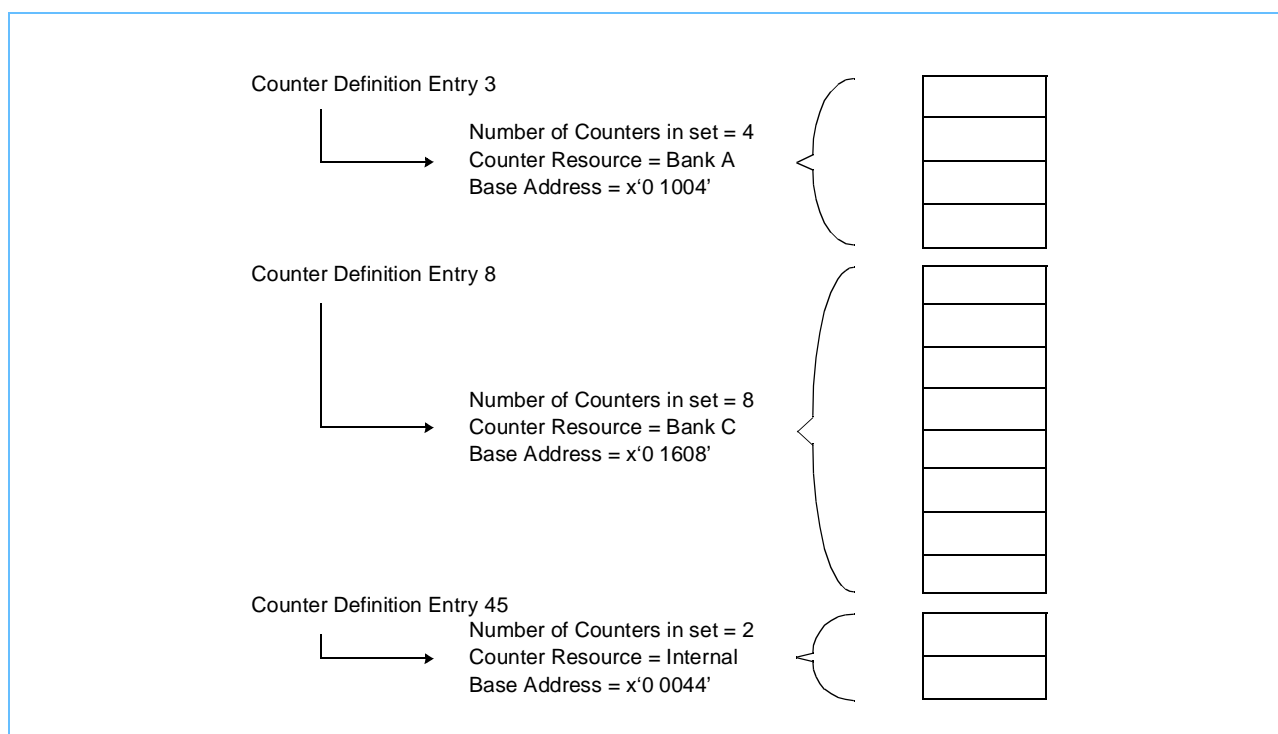 Counter Definition Entry 3
Number of Counters in set = 4
Counter Resource = Bank A
Base Address = x‘0 1004’
Counter Definition Entry 8
Number of Counters in set = 8
Counter Resource = Bank C
Base Address = x‘0 1608’
Counter Definition Entry 45
Number of Counters in set = 2
Counter Resource = Internal
Base Address = x‘0 0044’